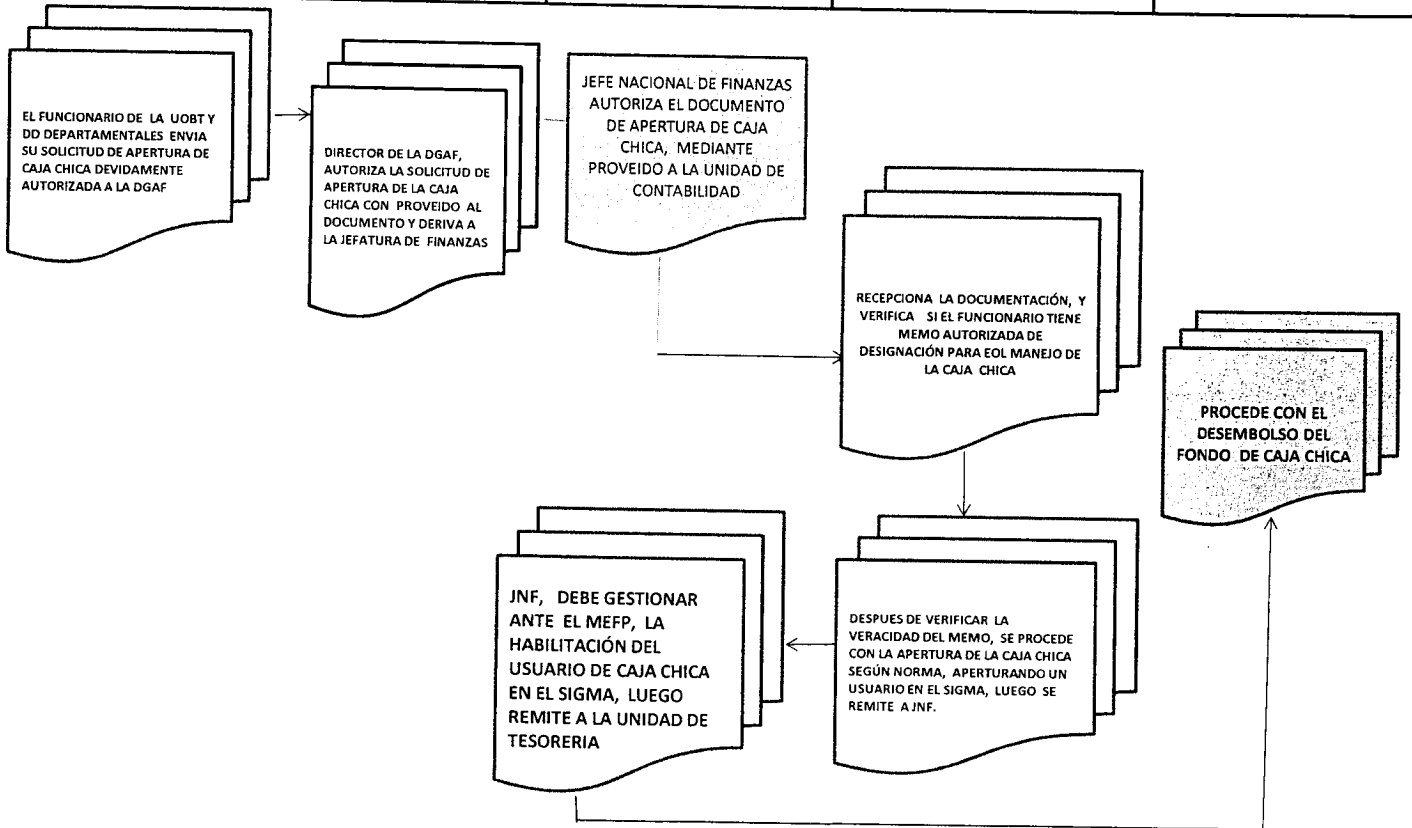 EL FUNCIONARIO DE LA UOBT Y
DD DEPARTAMENTALES ENVIA
SU SOLICITUD DE APERTURA DE
CAJA CHICA DEVIDAMENTE
AUTORIZADA A LA DGAF
DIRECTOR DE LA DGAF,
AUTORIZA LA SOLICITUD DE
APERTURA DE LA CAJA
CHICA CON PROVEIDO AL
DOCUMENTO Y DERIVA A
LA JEFATURA DE FINANZAS
JEFE NACIONAL DE FINANZAS
AUTORIZA EL DOCUMENTO
DE APERTURA DE CAJA
CHICA, MEDIANTE
PROVEIDO A LA UNIDAD DE
CONTABILIDAD
RECEPCIONA LA DOCUMENTACIÓN, Y
VERIFICA SI EL FUNCIONARIO TIENE
MEMO AUTORIZADA DE
DESIGNACIÓN PARA EOL MANEJO DE
LA CAJA CHICA
DESPUES DE VERIFICAR LA
VERACIDAD DEL MEMO, SE PROCEDE
CON LA APERTURA DE LA CAJA CHICA
SEGÚN NORMA, APERTURANDO UN
USUARIO EN EL SIGMA, LUEGO SE
REMITE A JNF.
JNF, DEBE GESTIONAR
ANTE EL MEFP, LA
HABILITACIÓN DEL
USUARIO DE CAJA CHICA
EN EL SIGMA, LUEGO
REMITE A LA UNIDAD DE
TESORERIA
PROCEDE CON EL
DESEMBOLSO DEL
FONDO DE CAJA CHICA